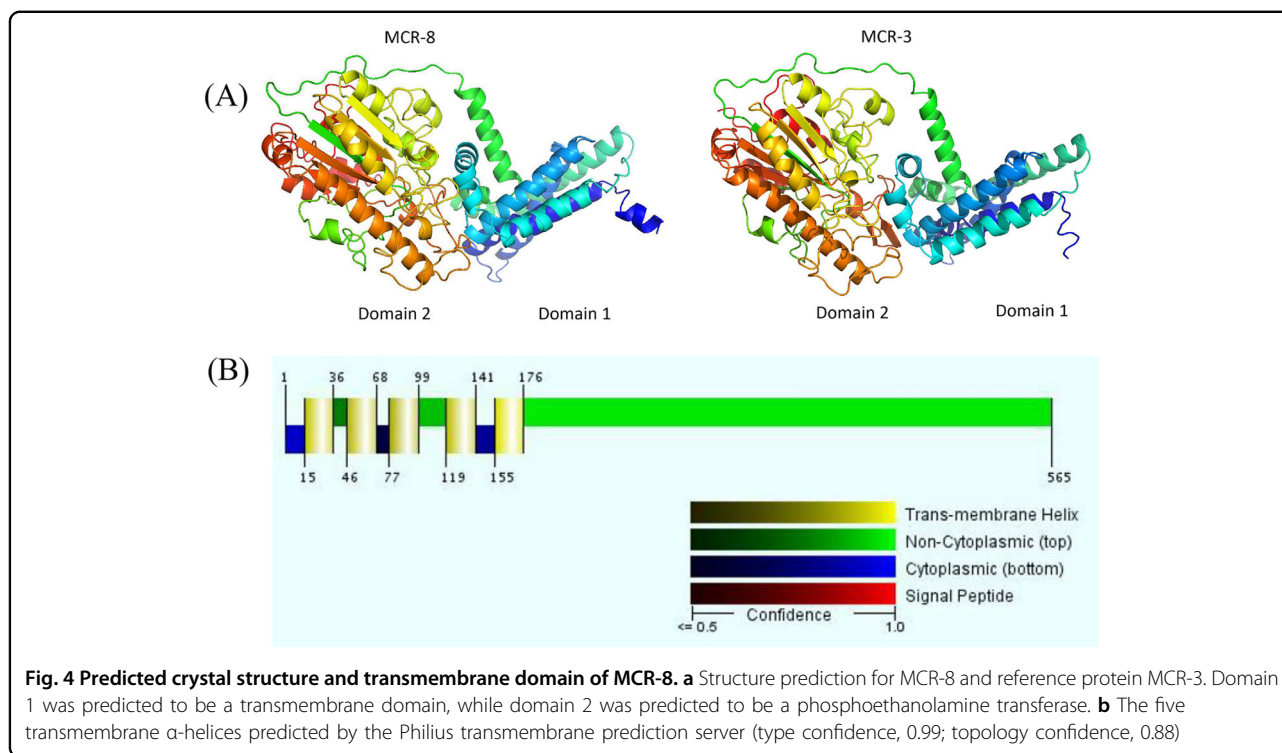 MCR-8 MCR-3
(A)
Domain 2 Domain 1 Domain 2 Domain 1
(B)
1 36 68 99 141 176
15 46 77 119 155 565
Trans-membrane Helix
Non-Cytoplasmic (top)
Cytoplasmic (bottom)
Signal Peptide
Confidence
<= 0.5 1.0
Fig. 4 Predicted crystal structure and transmembrane domain of MCR-8. a Structure prediction for MCR-8 and reference protein MCR-3. Domain
1 was predicted to be a transmembrane domain, while domain 2 was predicted to be a phosphoethanolamine transferase. b The five
transmembrane α-helices predicted by the Philius transmembrane prediction server (type confidence, 0.99; topology confidence, 0.88)